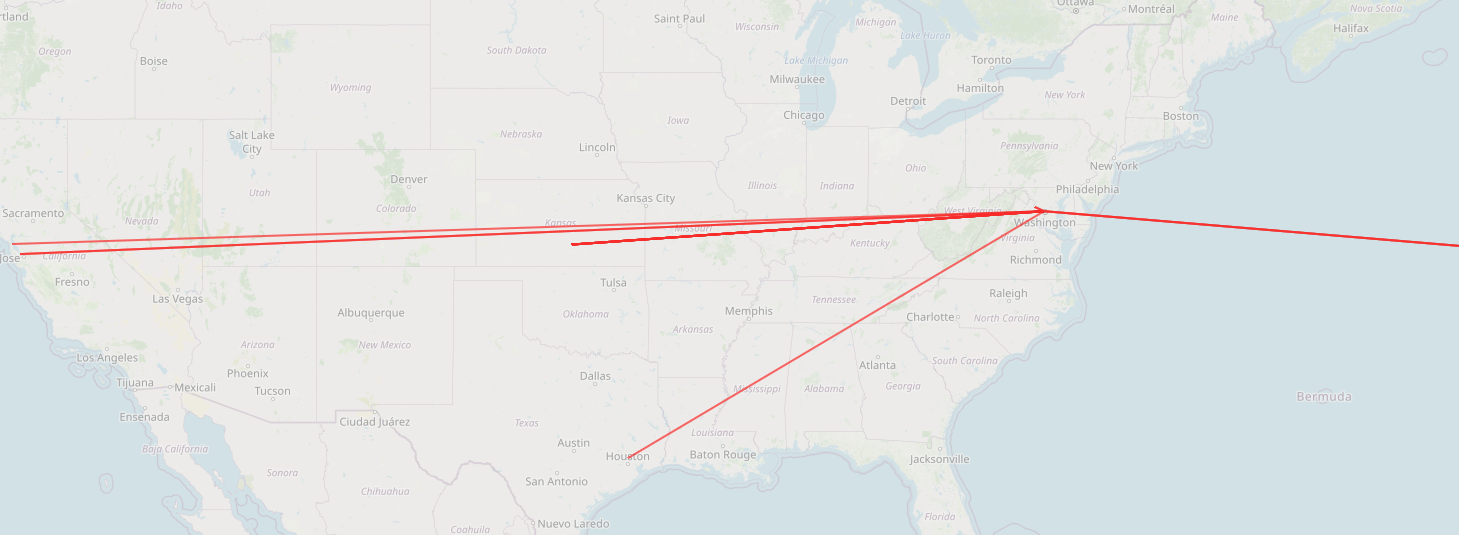 Idaho
rtland
Saint Paul
Ottawa
Montréal
Nova Scotia
Maine
Michigan
Wisconsin
Halifax
Lake Huron
Oregon
South Dakota
Boise
Lake Michigan
Toronto
Milwaukee
Wyoming
Hamilton
New York
Detroit
Chicago
Boston
Iowa
Nebraska
Salt Lake
City
Lincoln
Pennsylvania
New York
Ohio
Denver
Illinois
Indiana
Philadelphia
Utah
Kansas City
Colorado
Sacramento
Nevada
West Virginia
Kansas
Missouri
Washington
Kentucky
Virginia
Jose
California
Richmond
Fresno
Tulsa
Raleigh
Las Vegas
Tennessee
Albuquerque
Oklahoma
Memphis
Charlotte
North Carolina
Arkansas
Arizona
New Mexico
Los Angeles
South Carolina
Atlanta
Phoenix
Dallas
Tijuana
Mexicali
Georgia
Tucson
Mississippi
Alabama
Bermuda
Ensenada
Ciudad Juárez
Texas
Louisiana
Austin
Baja California
Houston
Baton Rouge
Jacksonville
Sonora
San Antonio
Chihuahua
Florida
Nuevo Laredo
Coahuila